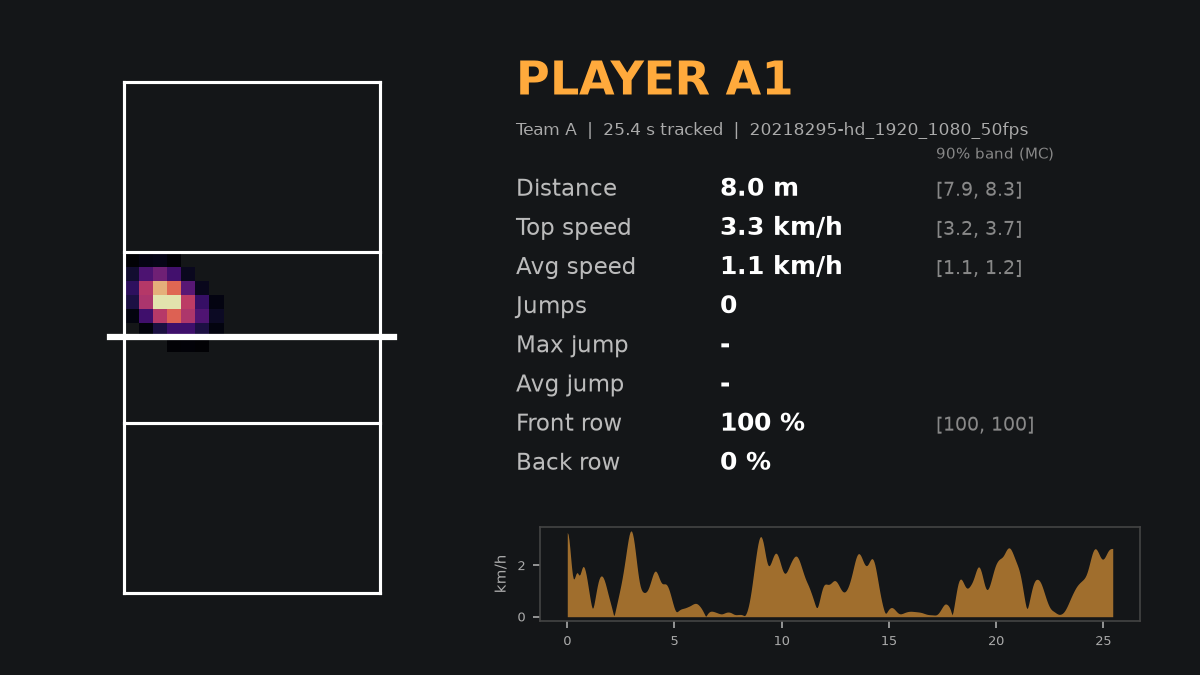 PLAYER A1
Team A | 25.4 s tracked | 20218295-hd_1920_1080_50fps
90% band (MC)
Distance 8.0 m [7.9, 8.3]
Top speed 3.3 km/h [3.2, 3.7]
Avg speed 1.1 km/h [1.1, 1.2]
Jumps 0
Max jump -
Avg jump -
Front row 100 % [100, 100]
Back row 0 %
km/h
2
0
0 5 10 15 20 25